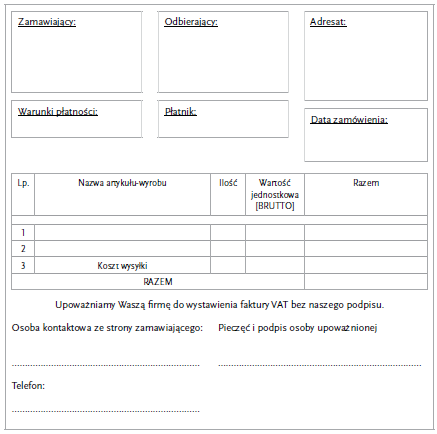 Zamawiający:
Odbierający:
Adresat:
Warunki płatności:
Płatnik:
Data zamówienia:
Lp.
Nazwa artykułu-wyrobu
Ilość
Wartość
jednostkowa
[BRUTTO]
Razem
1
2
3
Koszt wysyłki
RAZEM
Upoważniamy Waszą firmę do wystawienia faktury VAT bez naszego podpisu.
Osoba kontaktowa ze strony zamawiającego:
Pieczęć i podpis osoby upoważnionej
Telefon: